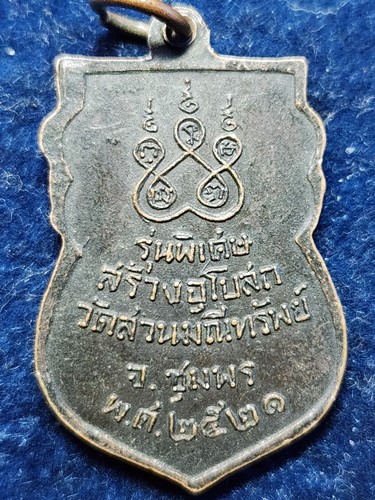 รุ่นพิเศษ
สร้างอุโบสถ
วัดสวนมณีทรัพย์
จ. ชุมพร
พ.ศ. ๒๕๒๑